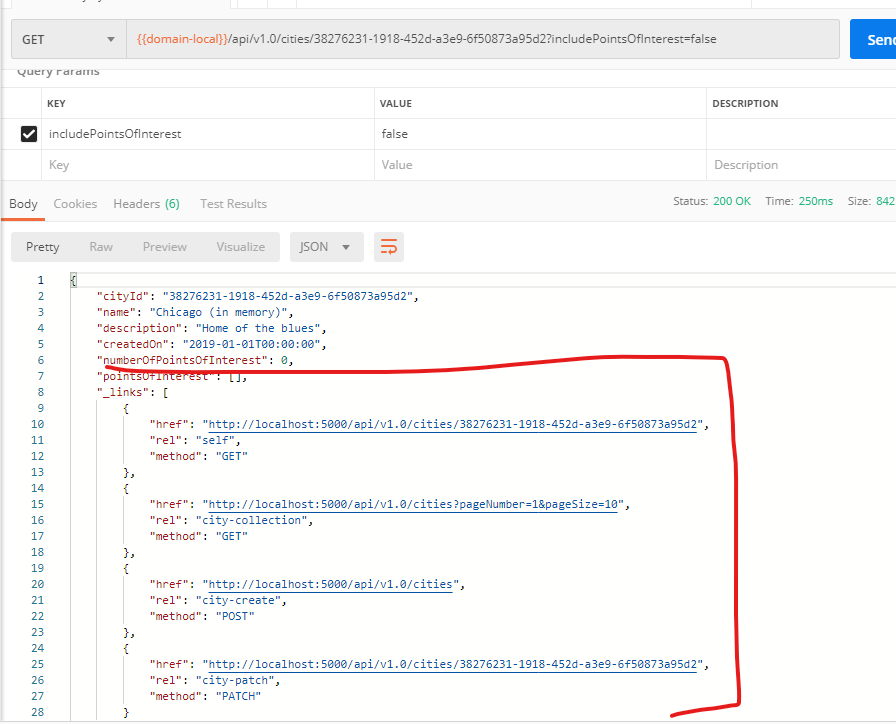 GET {{domain-local}}/api/v1.0/cities/38276231-1918-452d-a3e9-6f50873a95d2?includePointsOfInterest=false Send
Query Params
KEY VALUE DESCRIPTION
includePointsOfInterest false
Key Value Description
Body Cookies Headers (6) Test Results Status: 200 OK Time: 250ms Size: 842
Pretty Raw Preview Visualize JSON
1 {
2 "cityId": "38276231-1918-452d-a3e9-6f50873a95d2",
3 "name": "Chicago (in memory)",
4 "description": "Home of the blues",
5 "createdOn": "2019-01-01T00:00:00",
6 "numberOfPointsOfInterest": 0,
7 "pointsOfInterest": [],
8 "_links": [
9 {
10 "href": "http://localhost:5000/api/v1.0/cities/38276231-1918-452d-a3e9-6f50873a95d2",
11 "rel": "self",
12 "method": "GET"
13 },
14 {
15 "href": "http://localhost:5000/api/v1.0/cities?pageNumber=1&pageSize=10",
16 "rel": "city-collection",
17 "method": "GET"
18 },
19 {
20 "href": "http://localhost:5000/api/v1.0/cities",
21 "rel": "city-create",
22 "method": "POST"
23 },
24 {
25 "href": "http://localhost:5000/api/v1.0/cities/38276231-1918-452d-a3e9-6f50873a95d2",
26 "rel": "city-patch",
27 "method": "PATCH"
28 }